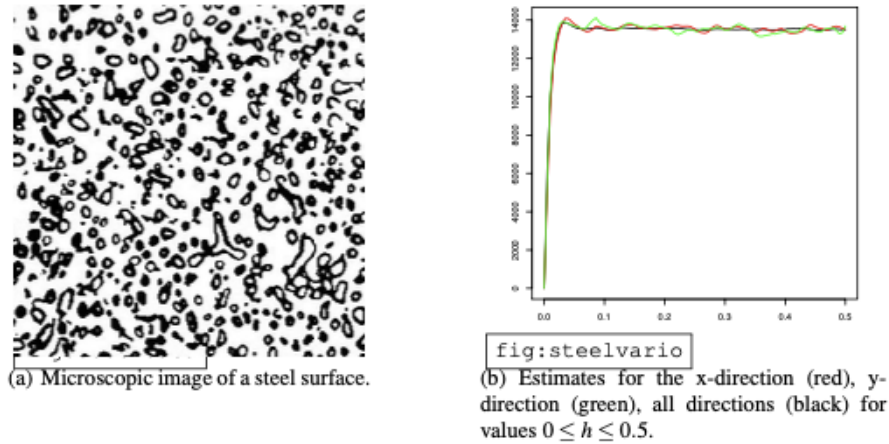 14000
12000
10000
8000
6000
4000
2000
0
0.0 0.1 0.2 0.3 0.4 0.5
fig:steelvario
(a) Microscopic image of a steel surface.
(b) Estimates for the x-direction (red), y-
direction (green), all directions (black) for
values 0 ≤ h ≤ 0.5.